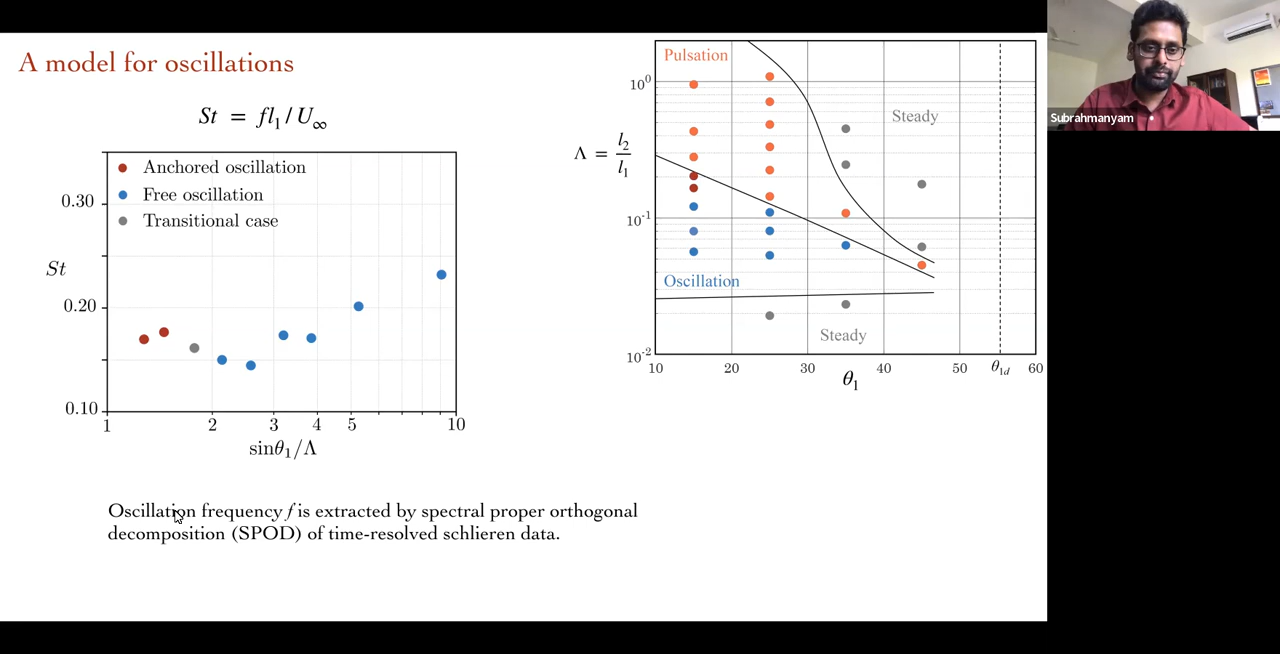 A model for oscillations
St = fl₁ / U∞
Anchored oscillation
Free oscillation
Transitional case
0.30
St
0.20
0.10
1 2 3 4 5 10
sinθ₁/Λ
Oscillation frequency f is extracted by spectral proper orthogonal
decomposition (SPOD) of time-resolved schlieren data.
Pulsation
Steady
Λ = l₂/l₁
10⁰
10⁻¹
Oscillation
Steady
10⁻²
10 20 30 40 50 θ₁d 60
θ₁
Subrahmanyam